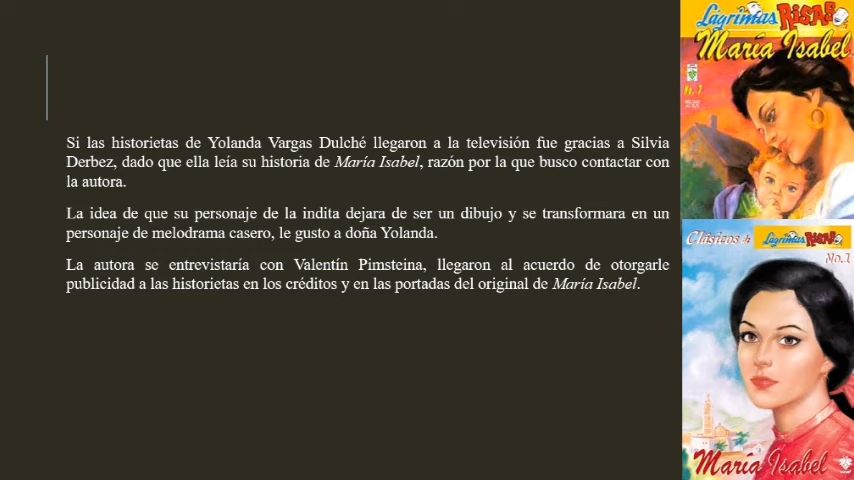 Si las historietas de Yolanda Vargas Dulché llegaron a la televisión fue gracias a Silvia
Derbez, dado que ella leía su historia de María Isabel, razón por la que busco contactar con
la autora.
La idea de que su personaje de la indita dejara de ser un dibujo y se transformara en un
personaje de melodrama casero, le gusto a doña Yolanda.
La autora se entrevistaría con Valentín Pimsteina, llegaron al acuerdo de otorgarle
publicidad a las historietas en los créditos y en las portadas del original de María Isabel.
Lágrimas RISAS
María Isabel
Clásicos
Lágrimas RISAS
No.1
María Isabel